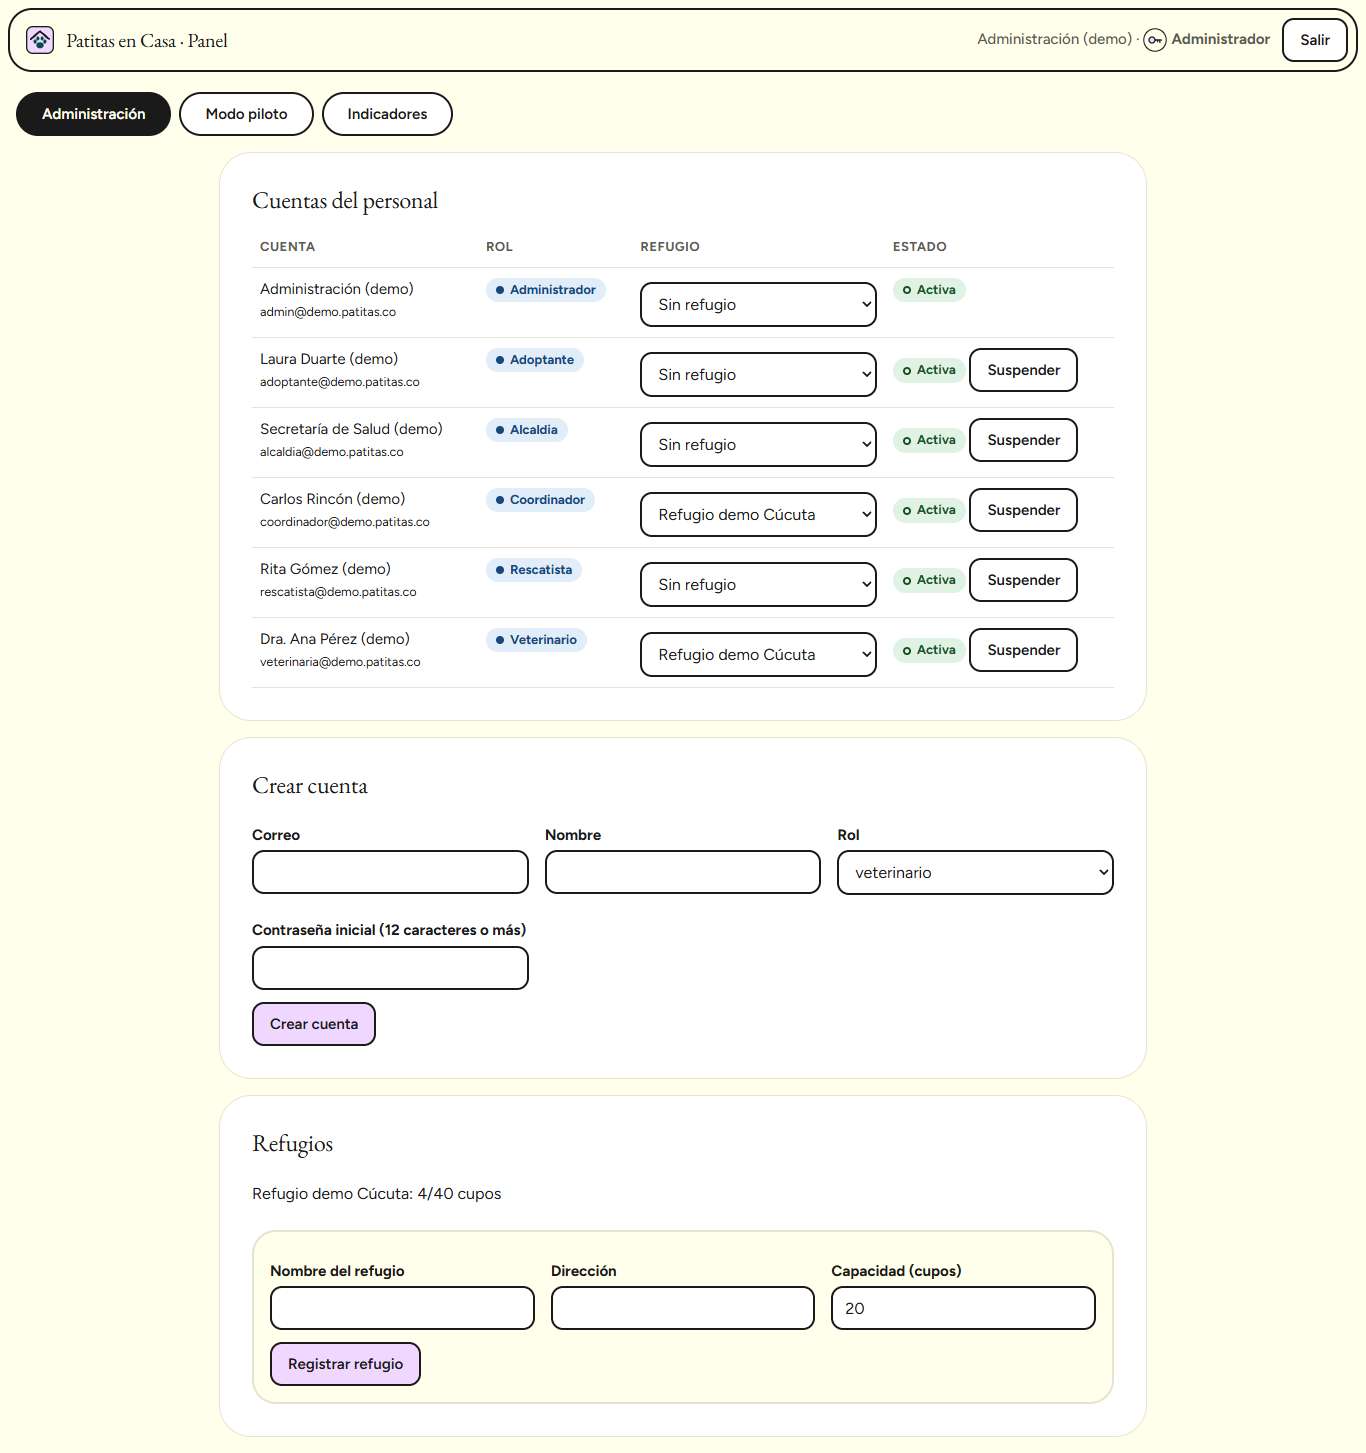 Patitas en Casa · Panel
Administración (demo) · Administrador
Salir
Administración
Modo piloto
Indicadores
Cuentas del personal
CUENTA ROL REFUGIO ESTADO
Administración (demo)
admin@demo.patitas.co
Administrador
Sin refugio
Activa
Laura Duarte (demo)
adoptante@demo.patitas.co
Adoptante
Sin refugio
Activa
Suspender
Secretaría de Salud (demo)
alcaldia@demo.patitas.co
Alcaldia
Sin refugio
Activa
Suspender
Carlos Rincón (demo)
coordinador@demo.patitas.co
Coordinador
Refugio demo Cúcuta
Activa
Suspender
Rita Gómez (demo)
rescatista@demo.patitas.co
Rescatista
Sin refugio
Activa
Suspender
Dra. Ana Pérez (demo)
veterinaria@demo.patitas.co
Veterinario
Refugio demo Cúcuta
Activa
Suspender
Crear cuenta
Correo
Nombre
Rol
veterinario
Contraseña inicial (12 caracteres o más)
Crear cuenta
Refugios
Refugio demo Cúcuta: 4/40 cupos
Nombre del refugio
Dirección
Capacidad (cupos)
20
Registrar refugio